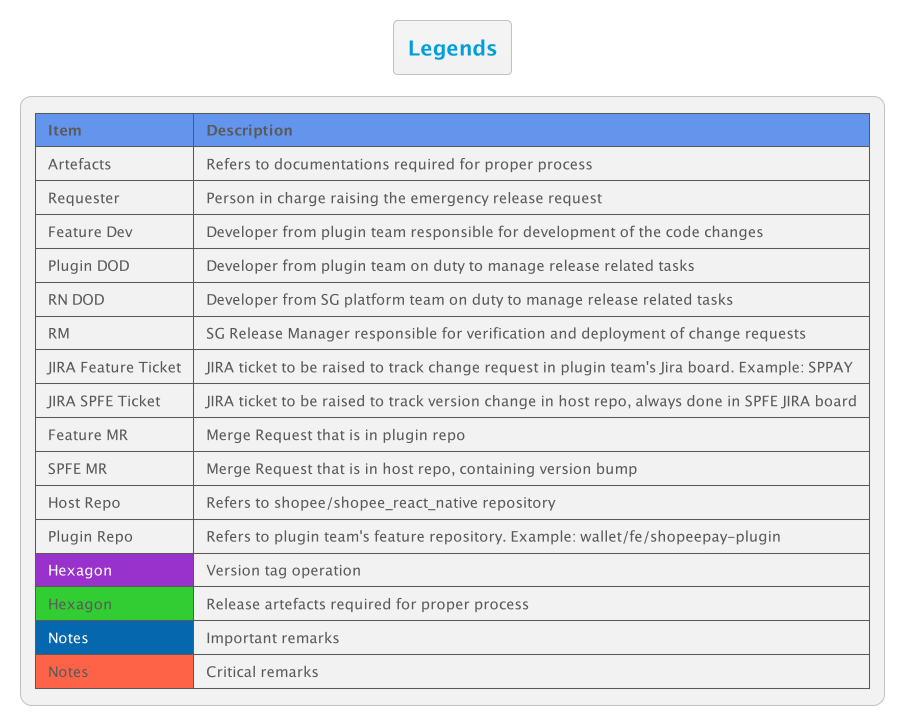 Legends
Item Description
Artefacts Refers to documentations required for proper process
Requester Person in charge raising the emergency release request
Feature Dev Developer from plugin team responsible for development of the code changes
Plugin DOD Developer from plugin team on duty to manage release related tasks
RN DOD Developer from SG platform team on duty to manage release related tasks
RM SG Release Manager responsible for verification and deployment of change requests
JIRA Feature Ticket JIRA ticket to be raised to track change request in plugin team's Jira board. Example: SPPAY
JIRA SPFE Ticket JIRA ticket to be raised to track version change in host repo, always done in SPFE JIRA board
Feature MR Merge Request that is in plugin repo
SPFE MR Merge Request that is in host repo, containing version bump
Host Repo Refers to shopee/shopee_react_native repository
Plugin Repo Refers to plugin team's feature repository. Example: wallet/fe/shopeepay-plugin
Hexagon Version tag operation
Hexagon Release artefacts required for proper process
Notes Important remarks
Notes Critical remarks